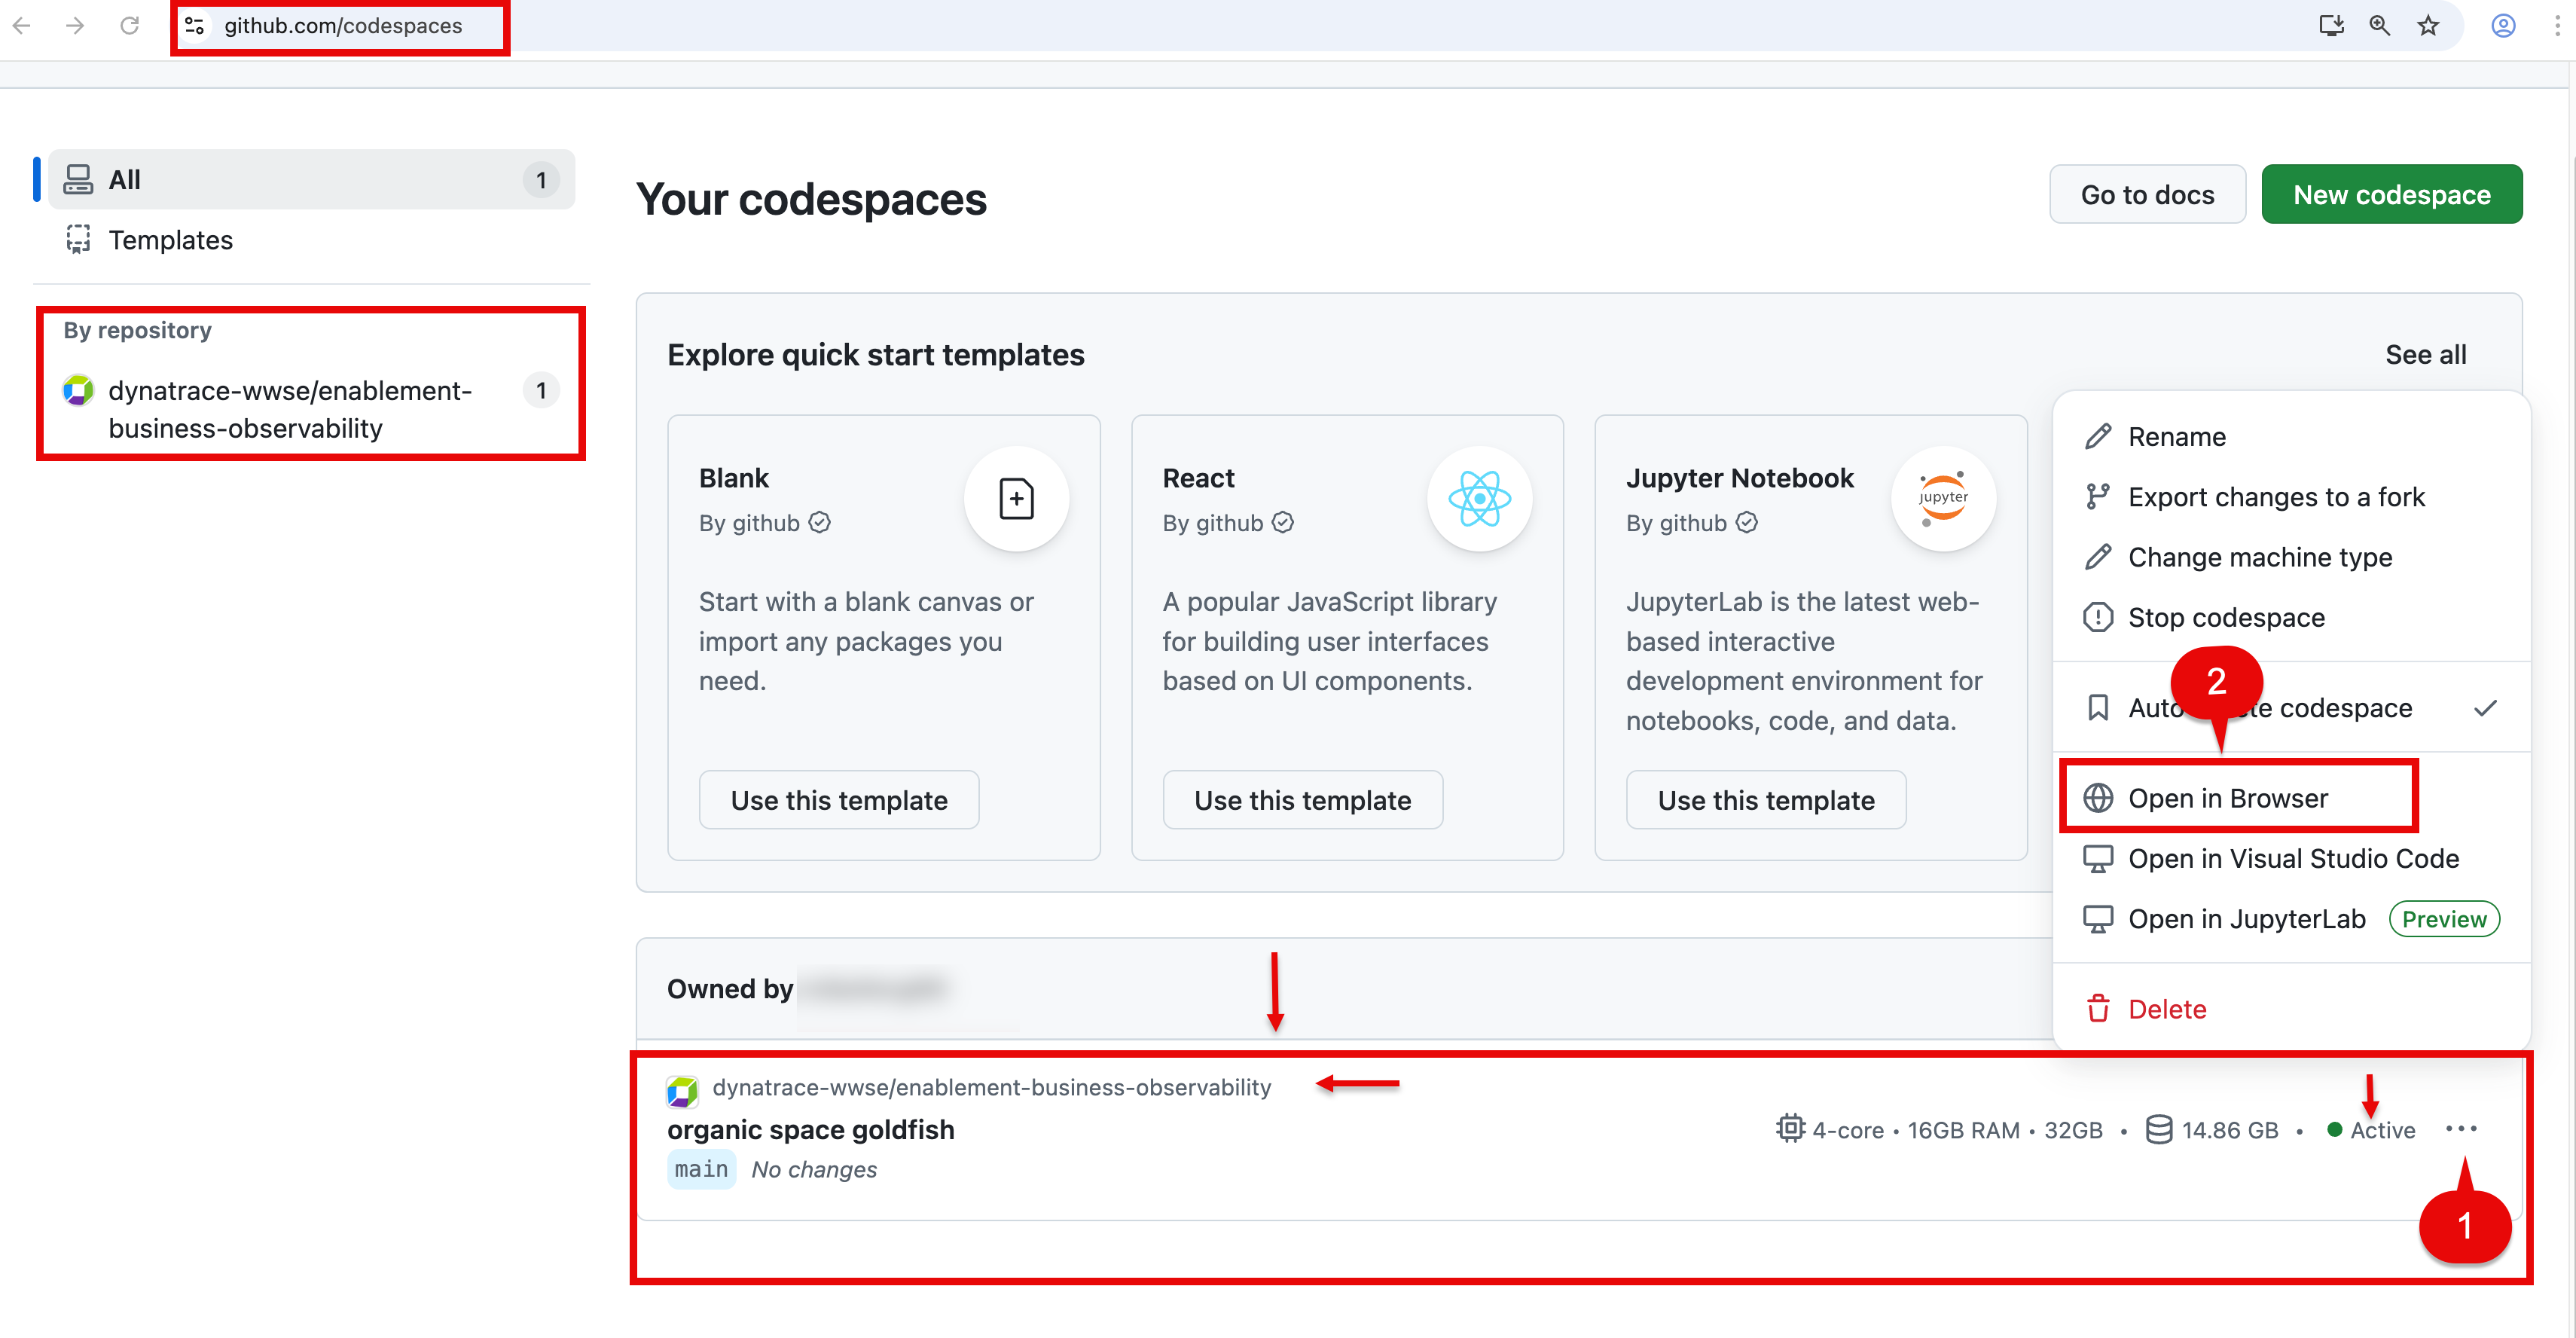 github.com/codespaces
All 1
Templates
By repository
dynatrace-wwse/enablement- 1
business-observability
Your codespaces
Go to docs
New codespace
Explore quick start templates
See all
Blank
By github
Start with a blank canvas or
import any packages you
need.
Use this template
React
By github
A popular JavaScript library
for building user interfaces
based on UI components.
Use this template
Jupyter Notebook
By github
jupyter
JupyterLab is the latest web-
based interactive
development environment for
notebooks, code, and data.
Use this template
Rename
Export changes to a fork
Change machine type
Stop codespace
2
codespace
Open in Browser
Open in Visual Studio Code
Open in JupyterLab Preview
Delete
Owned by
dynatrace-wwse/enablement-business-observability
organic space goldfish
main No changes
4-core • 16GB RAM • 32GB • 14.86 GB • Active ···
1